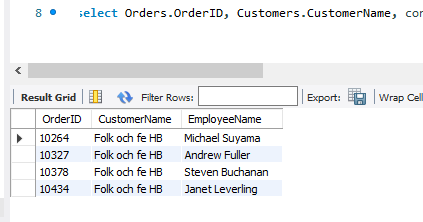 8 select Orders.OrderID, Customers.CustomerName, con
Result Grid Filter Rows: Export: Wrap Cell
OrderID CustomerName EmployeeName
10264 Folk och fe HB Michael Suyama
10327 Folk och fe HB Andrew Fuller
10378 Folk och fe HB Steven Buchanan
10434 Folk och fe HB Janet Leverling